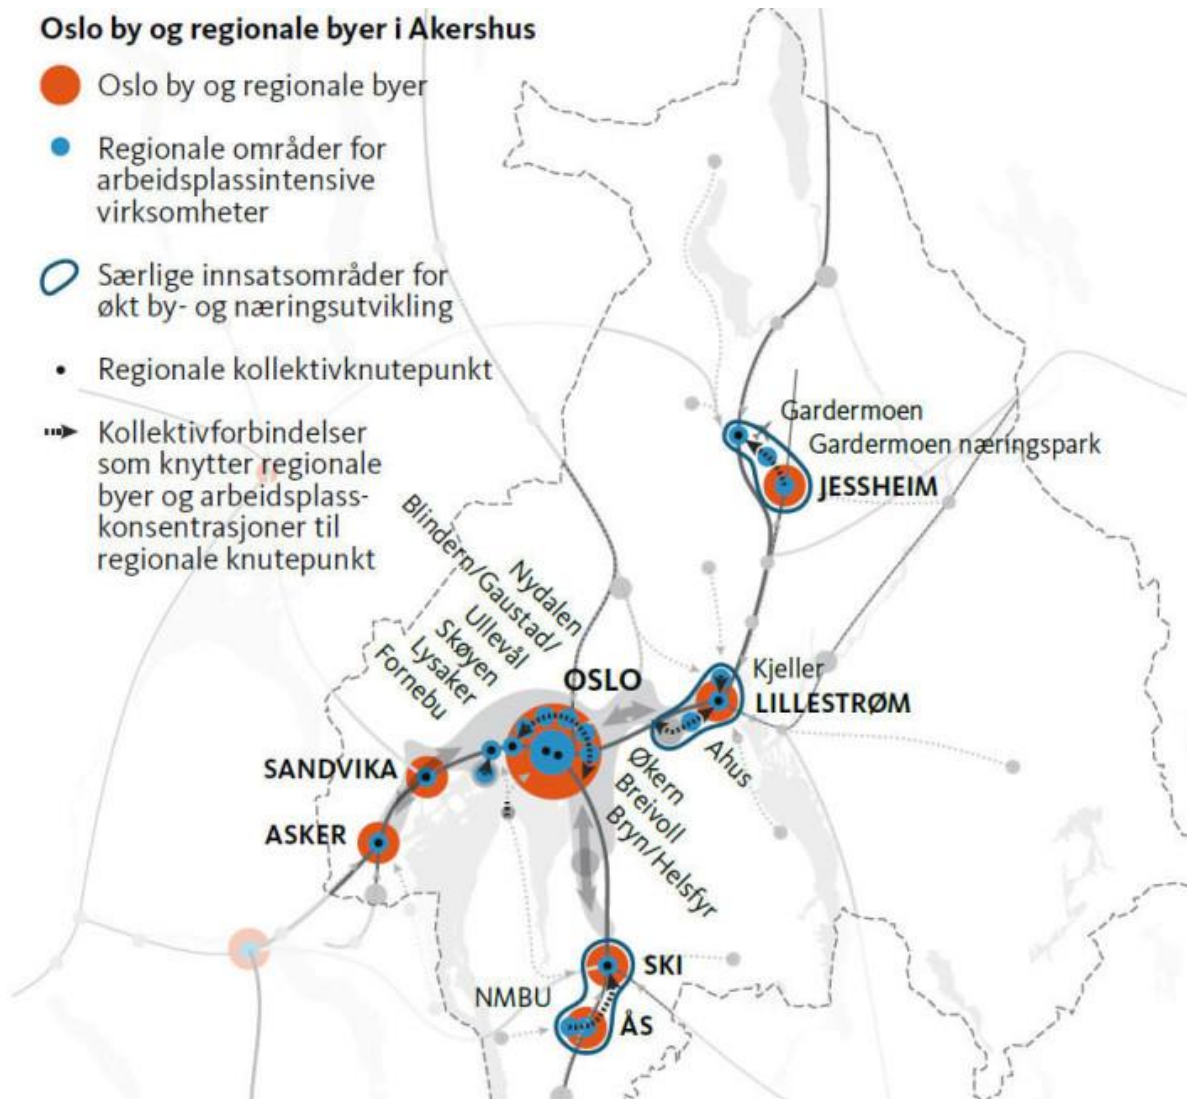 Oslo by og regionale byer i Akershus
Oslo by og regionale byer
Regionale områder for
arbeidsplassintensive
virksomheter
Særlige innsatsområder for
økt by- og næringsutvikling
Regionale kollektivknutepunkt
Kollektivforbindelser
som knytter regionale
byer og arbeidsplass-
konsentrasjoner til
regionale knutepunkt
Gardermoen
Gardermoen næringspark
JESSHEIM
Nydalen
Blindern/Gaustad/
Ullevål
Skøyen
Lysaker
Fornebu
OSLO
Kjeller
LILLESTRØM
Ahus
Økern
Breivoll
Bryn/Helsfyr
SANDVIKA
ASKER
SKI
NMBU
ÅS